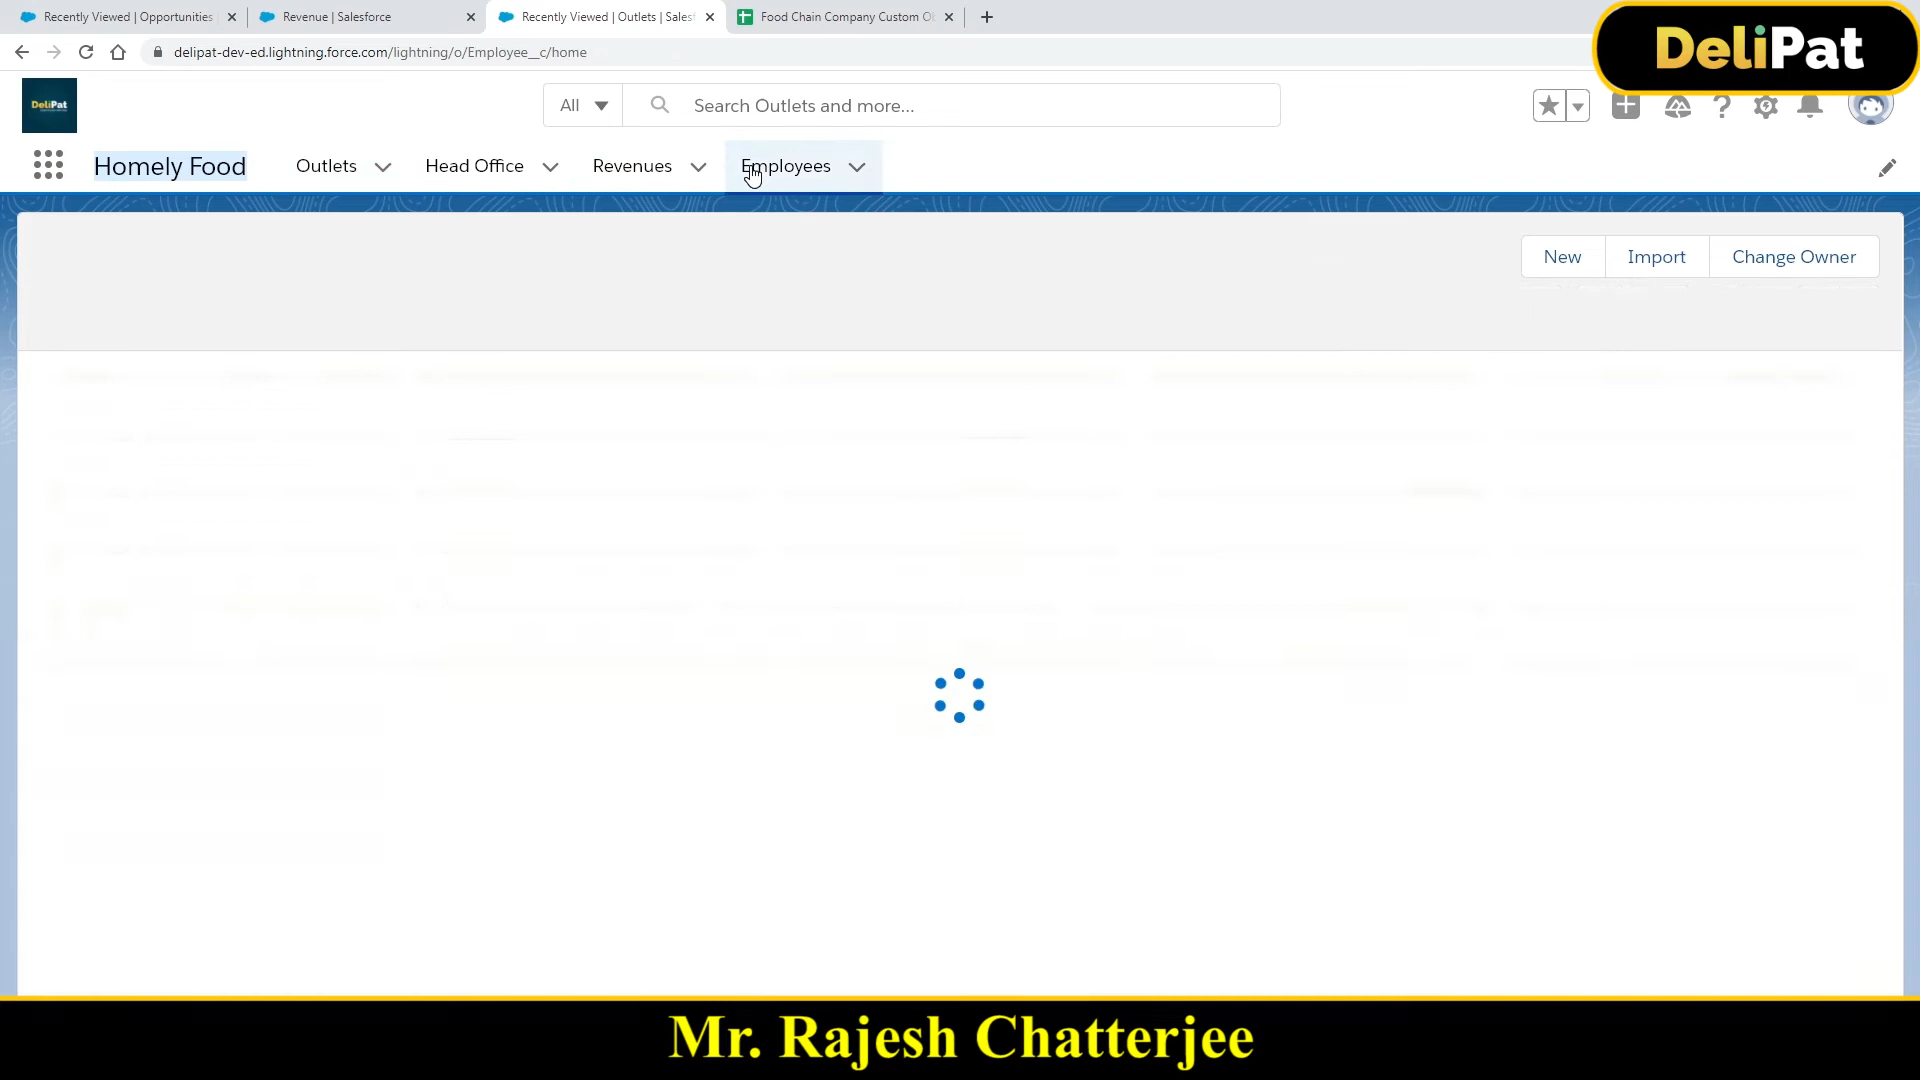 Recently Viewed | Opportunities
Revenue | Salesforce
Recently Viewed | Outlets | Salesf
Food Chain Company Custom O
delipat-dev-ed.lightning.force.com/lightning/o/Employee__c/home
DeliPat
DeliPat
All
Search Outlets and more...
Homely Food
Outlets
Head Office
Revenues
Employees
New
Import
Change Owner
Mr. Rajesh Chatterjee